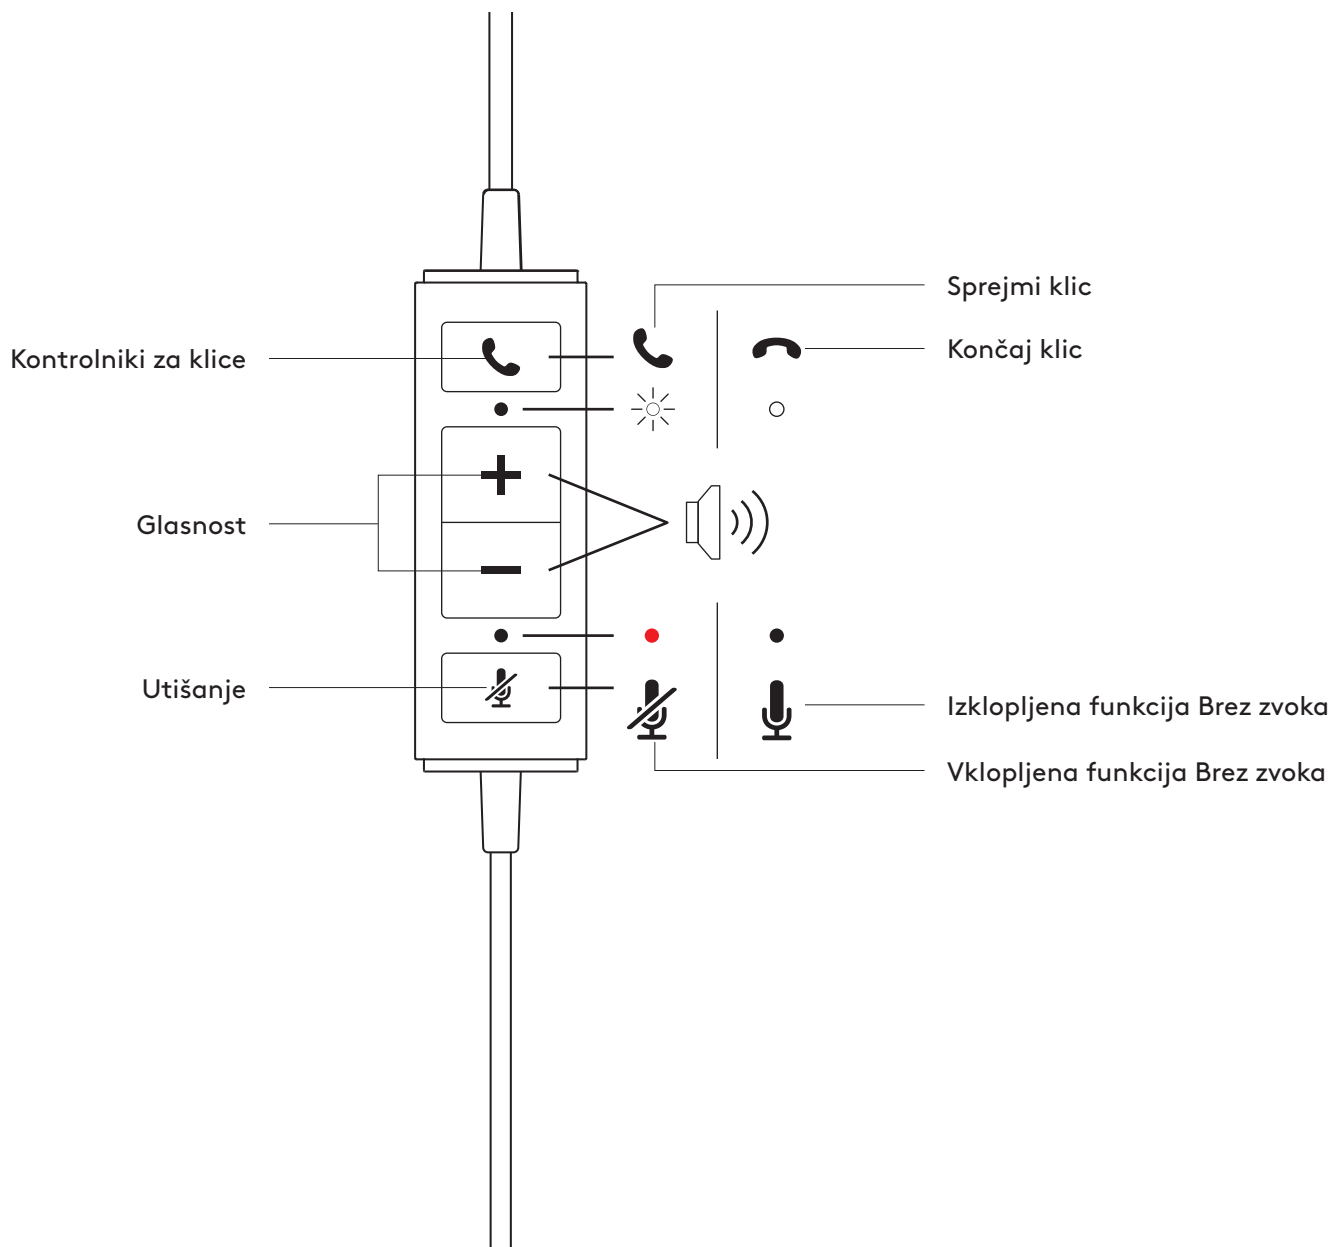 Sprejmi klic
Kontrolniki za klice
Končaj klic
Glasnost
Utišanje
Izklopljena funkcija Brez zvoka
Vklopljena funkcija Brez zvoka